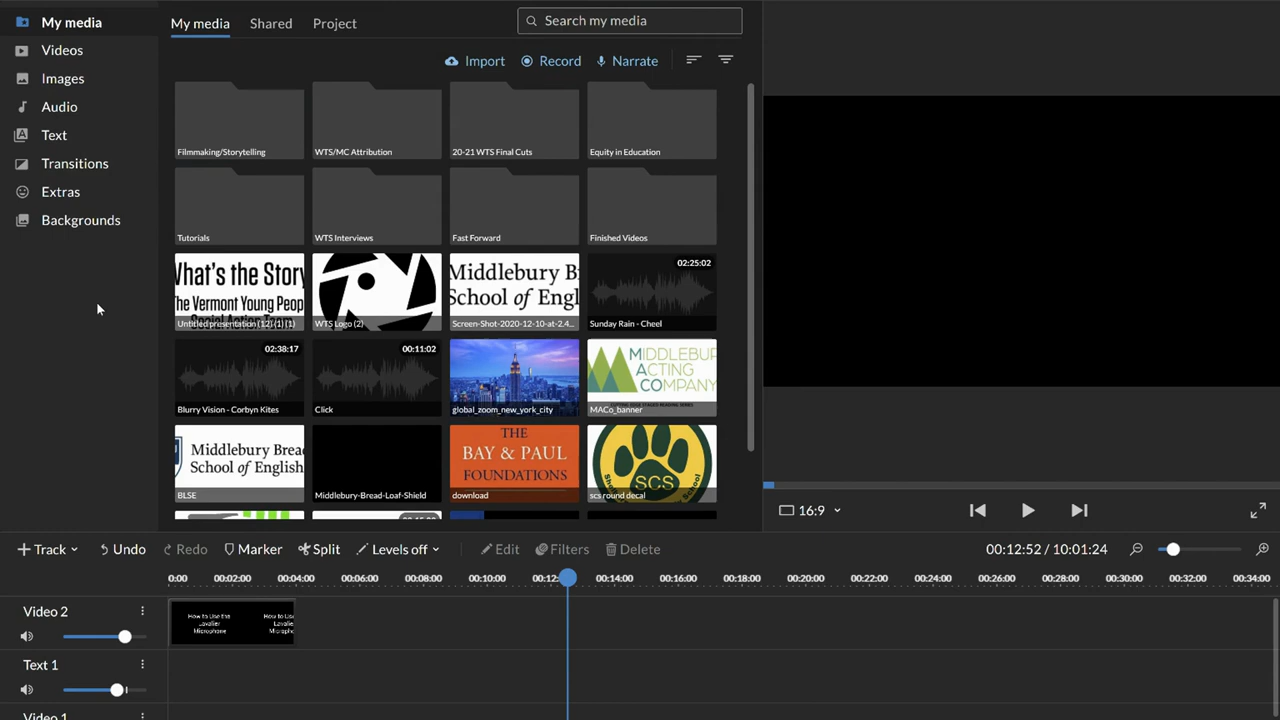 My media
Videos
Images
Audio
Text
Transitions
Extras
Backgrounds
My media
Shared
Project
Search my media
Import
Record
Narrate
Filmmaking/Storytelling
WTS/MC Attribution
20-21 WTS Final Cuts
Equity in Education
Tutorials
WTS Interviews
Fast Forward
Finished Videos
What's the Story
The Vermont Young Peop
Untitled presentation (12) (1) (1)
WTS Logo (2)
Middlebury B
School of Engl
Screen-Shot-2020-12-10-at-2.4...
02:25:02
Sunday Rain - Cheel
02:38:17
Blurry Vision - Corbyn Kites
00:11:02
Click
global_zoom_new_york_city
MIDDLEBUR
ACTING
COMPANY
MACo_banner
Middlebury Brea
School of English
BLSE
Middlebury-Bread-Loaf-Shield
THE
BAY & PAUL
FOUNDATIONS
download
SCS
scs round decal
16:9
Track
Undo
Redo
Marker
Split
Levels off
Edit
Filters
Delete
00:12:52 / 10:01:24
0:00 00:02:00 00:04:00 00:06:00 00:08:00 00:10:00 00:12: 00:14:00 00:16:00 00:18:00 00:20:00 00:22:00 00:24:00 00:26:00 00:28:00 00:30:00 00:32:00 00:34:00
Video 2
How to Use the
Lavalier
Microphone
How to Us
Lavalie
Microph
Text 1
Video 1